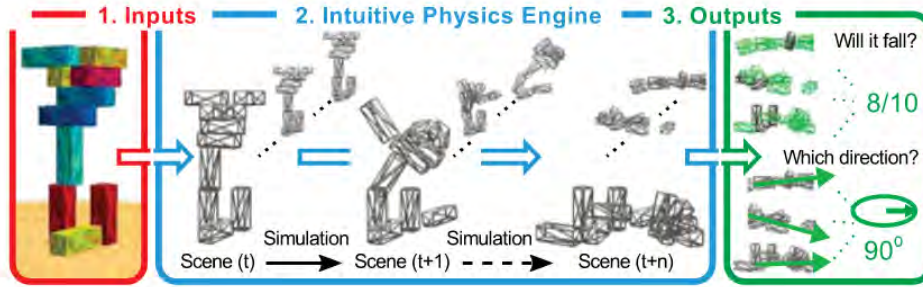 1. Inputs
2. Intuitive Physics Engine
3. Outputs
Will it fall?
8/10
Which direction?
90°
Simulation
Simulation
Scene (t)
Scene (t+1)
Scene (t+n)